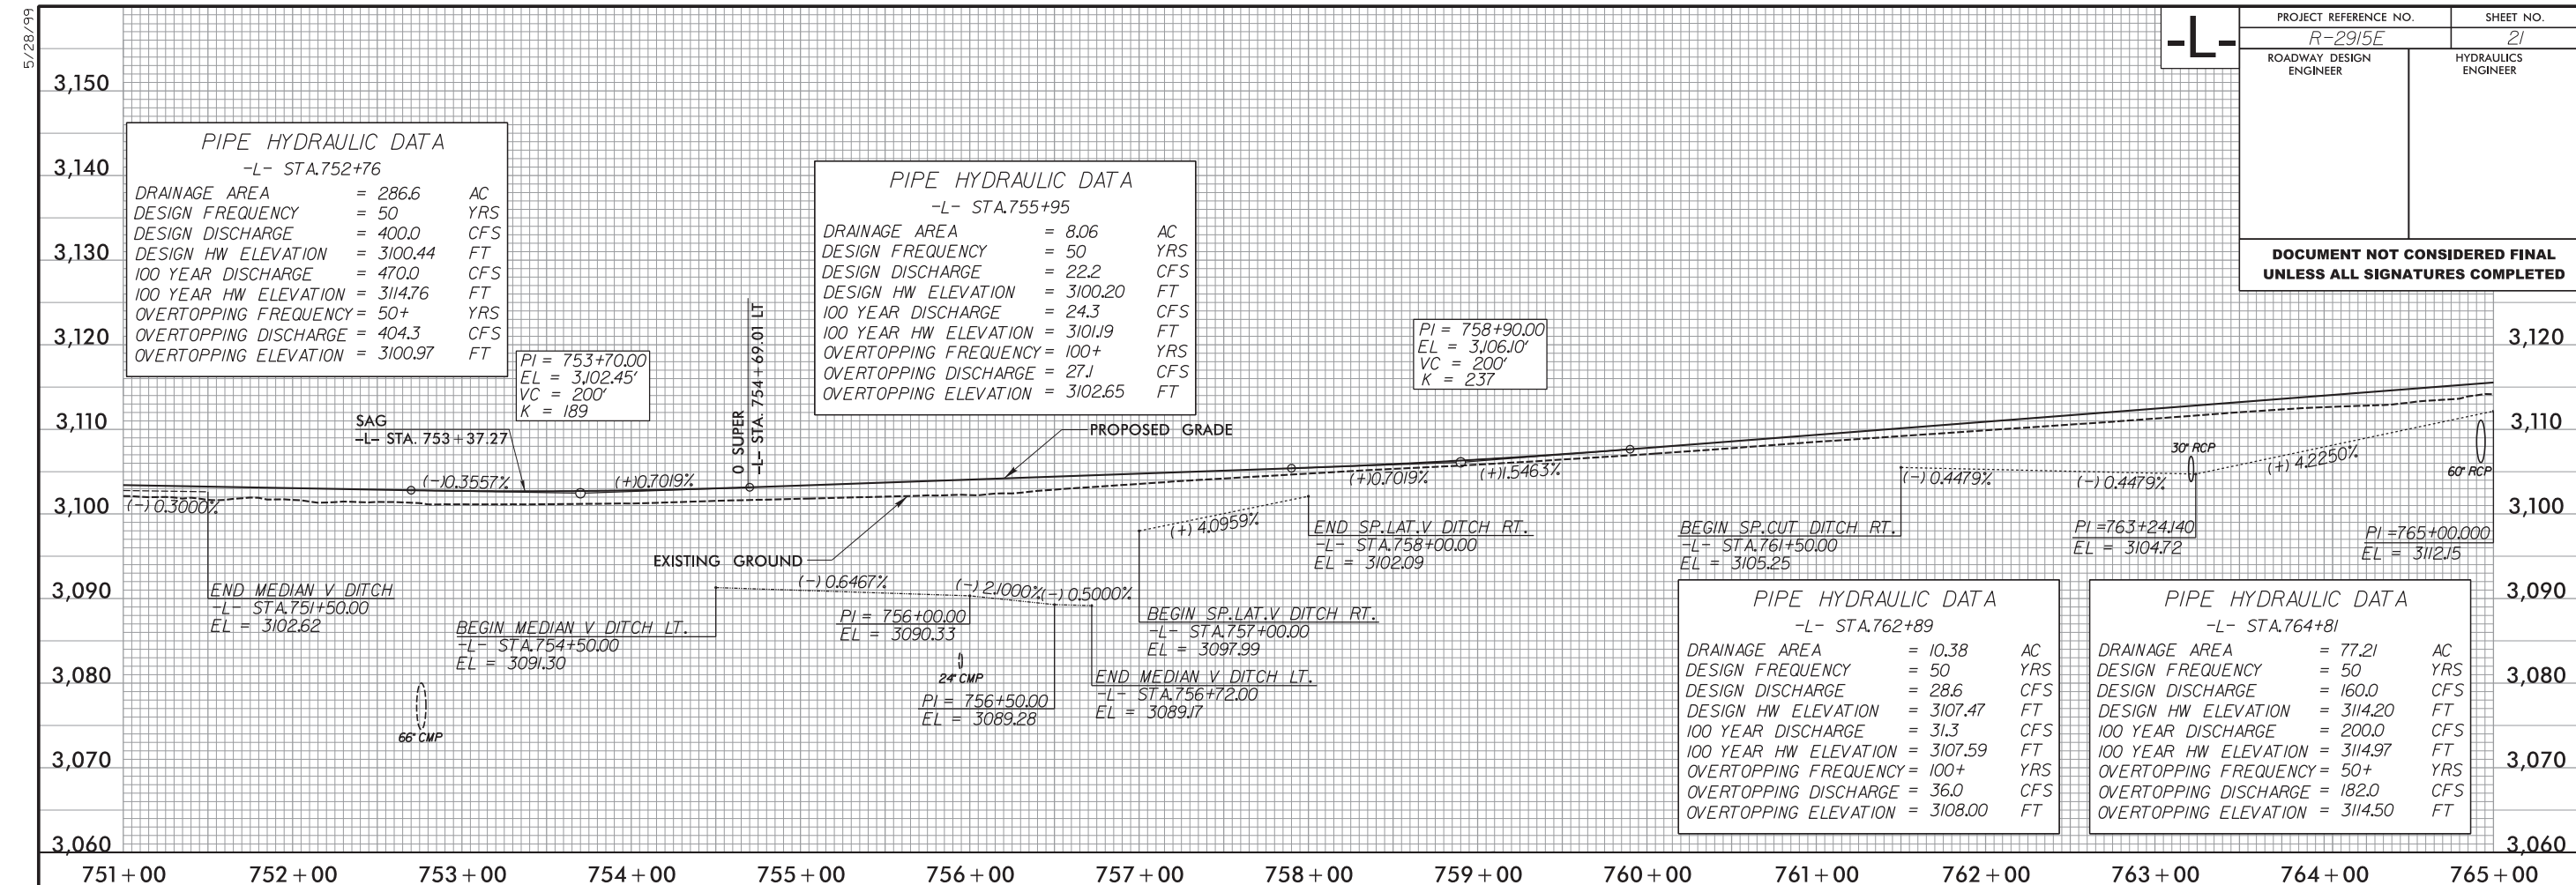 5/28/99
-L-
PROJECT REFERENCE NO. SHEET NO.
R-2915E 21
ROADWAY DESIGN ENGINEER
HYDRAULICS ENGINEER
DOCUMENT NOT CONSIDERED FINAL
UNLESS ALL SIGNATURES COMPLETED
3,150
3,140
3,130
3,120
3,110
3,100
3,090
3,080
3,070
3,060
PIPE HYDRAULIC DATA
-L- STA.752+76
DRAINAGE AREA = 286.6 AC
DESIGN FREQUENCY = 50 YRS
DESIGN DISCHARGE = 400.0 CFS
DESIGN HW ELEVATION = 3100.44 FT
100 YEAR DISCHARGE = 470.0 CFS
100 YEAR HW ELEVATION = 3114.76 FT
OVERTOPPING FREQUENCY = 50+ YRS
OVERTOPPING DISCHARGE = 404.3 CFS
OVERTOPPING ELEVATION = 3100.97 FT
PI = 753+70.00
EL = 3,102.45'
VC = 200'
K = 189
0 SUPER
-L- STA. 754+69.01 LT
PIPE HYDRAULIC DATA
-L- STA.755+95
DRAINAGE AREA = 8.06 AC
DESIGN FREQUENCY = 50 YRS
DESIGN DISCHARGE = 22.2 CFS
DESIGN HW ELEVATION = 3100.20 FT
100 YEAR DISCHARGE = 24.3 CFS
100 YEAR HW ELEVATION = 3101.19 FT
OVERTOPPING FREQUENCY = 100+ YRS
OVERTOPPING DISCHARGE = 27.1 CFS
OVERTOPPING ELEVATION = 3102.65 FT
PI = 758+90.00
EL = 3,106.10'
VC = 200'
K = 237
SAG
-L- STA. 753+37.27
PROPOSED GRADE
(-)0.3557%
(+)0.7019%
(+)0.7019%
(+)1.5463%
(-)0.3000%
EXISTING GROUND
(+)4.0959%
(-)0.4479%
(-)0.4479%
30" RCP
(+)4.2250%
60" RCP
END MEDIAN V DITCH
-L- STA.751+50.00
EL = 3102.62
BEGIN MEDIAN V DITCH LT.
-L- STA.754+50.00
EL = 3091.30
(-)0.6467%
(-)2.1000%
(-)0.5000%
PI = 756+00.00
EL = 3090.33
24" CMP
PI = 756+50.00
EL = 3089.28
66" CMP
END SP.LAT.V DITCH RT.
-L- STA.758+00.00
EL = 3102.09
BEGIN SP.LAT.V DITCH RT.
-L- STA.757+00.00
EL = 3097.99
END MEDIAN V DITCH LT.
-L- STA.756+72.00
EL = 3089.17
BEGIN SP.CUT DITCH RT.
-L- STA.761+50.00
EL = 3105.25
PI =763+24.140
EL = 3104.72
PI =765+00.000
EL = 3112.15
PIPE HYDRAULIC DATA
-L- STA.762+89
DRAINAGE AREA = 10.38 AC
DESIGN FREQUENCY = 50 YRS
DESIGN DISCHARGE = 28.6 CFS
DESIGN HW ELEVATION = 3107.47 FT
100 YEAR DISCHARGE = 31.3 CFS
100 YEAR HW ELEVATION = 3107.59 FT
OVERTOPPING FREQUENCY = 100+ YRS
OVERTOPPING DISCHARGE = 36.0 CFS
OVERTOPPING ELEVATION = 3108.00 FT
PIPE HYDRAULIC DATA
-L- STA.764+81
DRAINAGE AREA = 77.21 AC
DESIGN FREQUENCY = 50 YRS
DESIGN DISCHARGE = 160.0 CFS
DESIGN HW ELEVATION = 3114.20 FT
100 YEAR DISCHARGE = 200.0 CFS
100 YEAR HW ELEVATION = 3114.97 FT
OVERTOPPING FREQUENCY = 50+ YRS
OVERTOPPING DISCHARGE = 182.0 CFS
OVERTOPPING ELEVATION = 3114.50 FT
3,120
3,110
3,100
3,090
3,080
3,070
3,060
751+00 752+00 753+00 754+00 755+00 756+00 757+00 758+00 759+00 760+00 761+00 762+00 763+00 764+00 765+00